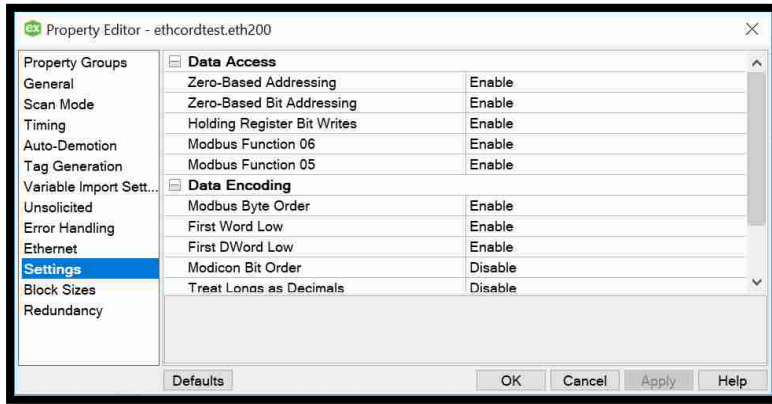 ex Property Editor - ethcordtest.eth200
Property Groups
General
Scan Mode
Timing
Auto-Demotion
Tag Generation
Variable Import Sett...
Unsolicited
Error Handling
Ethernet
Settings
Block Sizes
Redundancy
Data Access
Zero-Based Addressing Enable
Zero-Based Bit Addressing Enable
Holding Register Bit Writes Enable
Modbus Function 06 Enable
Modbus Function 05 Enable
Data Encoding
Modbus Byte Order Enable
First Word Low Enable
First DWord Low Enable
Modicon Bit Order Disable
Treat Longs as Decimals Disable
Defaults OK Cancel Apply Help